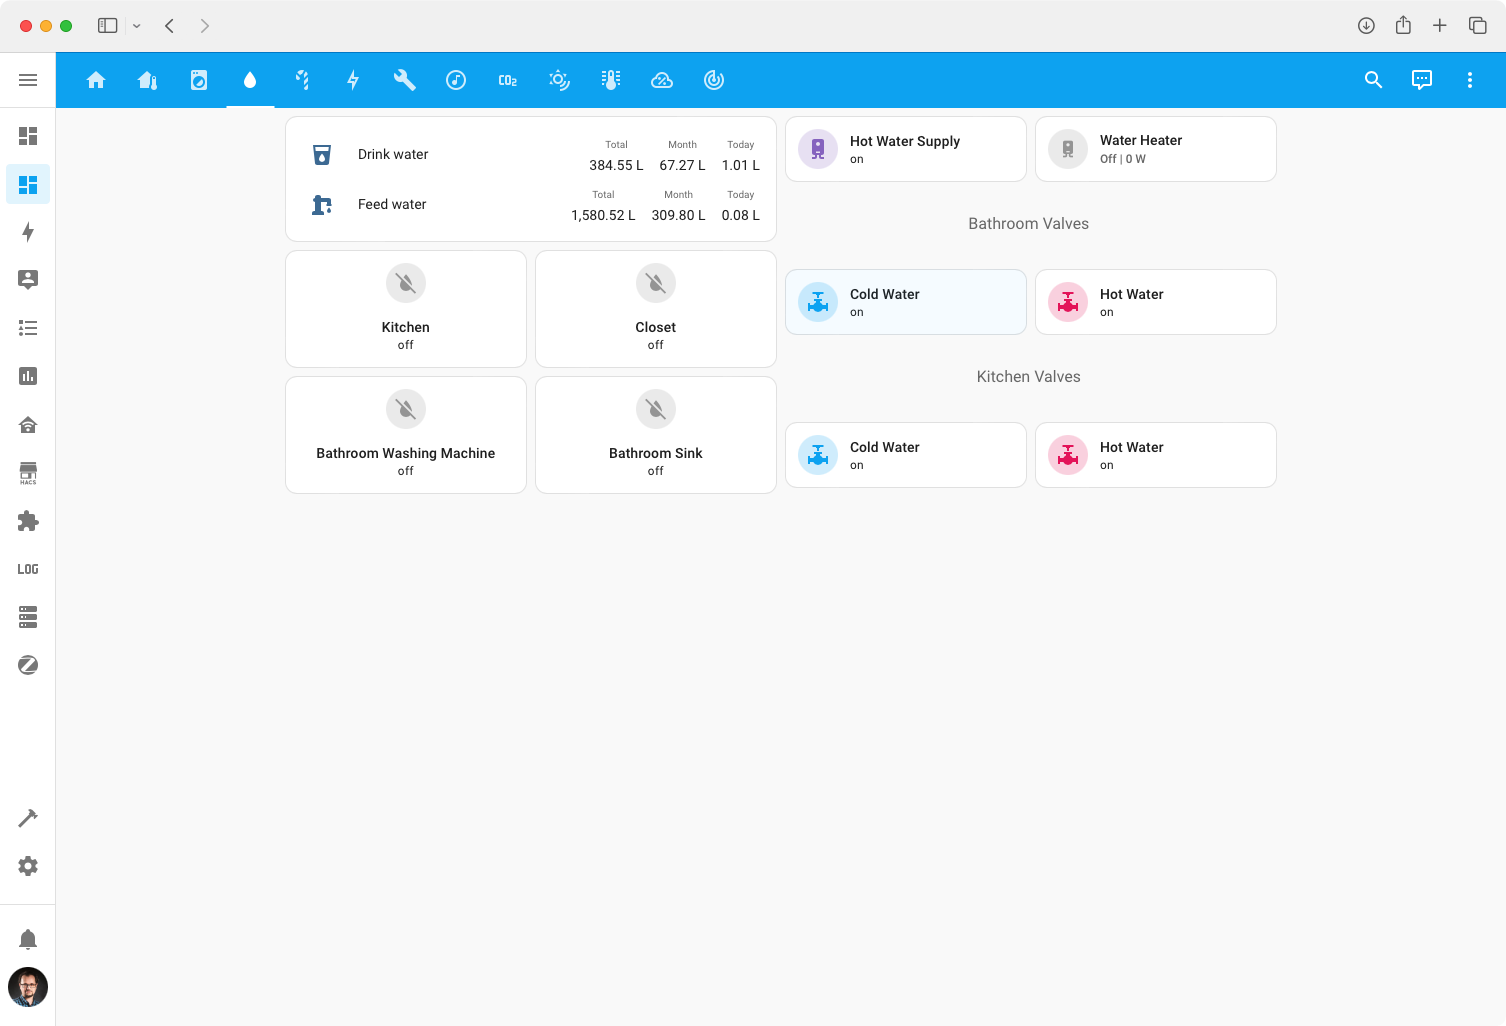 CO2
HACS
LOG
Drink water
Total Month Today
384.55 L 67.27 L 1.01 L
Feed water
Total Month Today
1,580.52 L 309.80 L 0.08 L
Kitchen
off
Closet
off
Bathroom Washing Machine
off
Bathroom Sink
off
Hot Water Supply
on
Water Heater
Off | 0 W
Bathroom Valves
Cold Water
on
Hot Water
on
Kitchen Valves
Cold Water
on
Hot Water
on